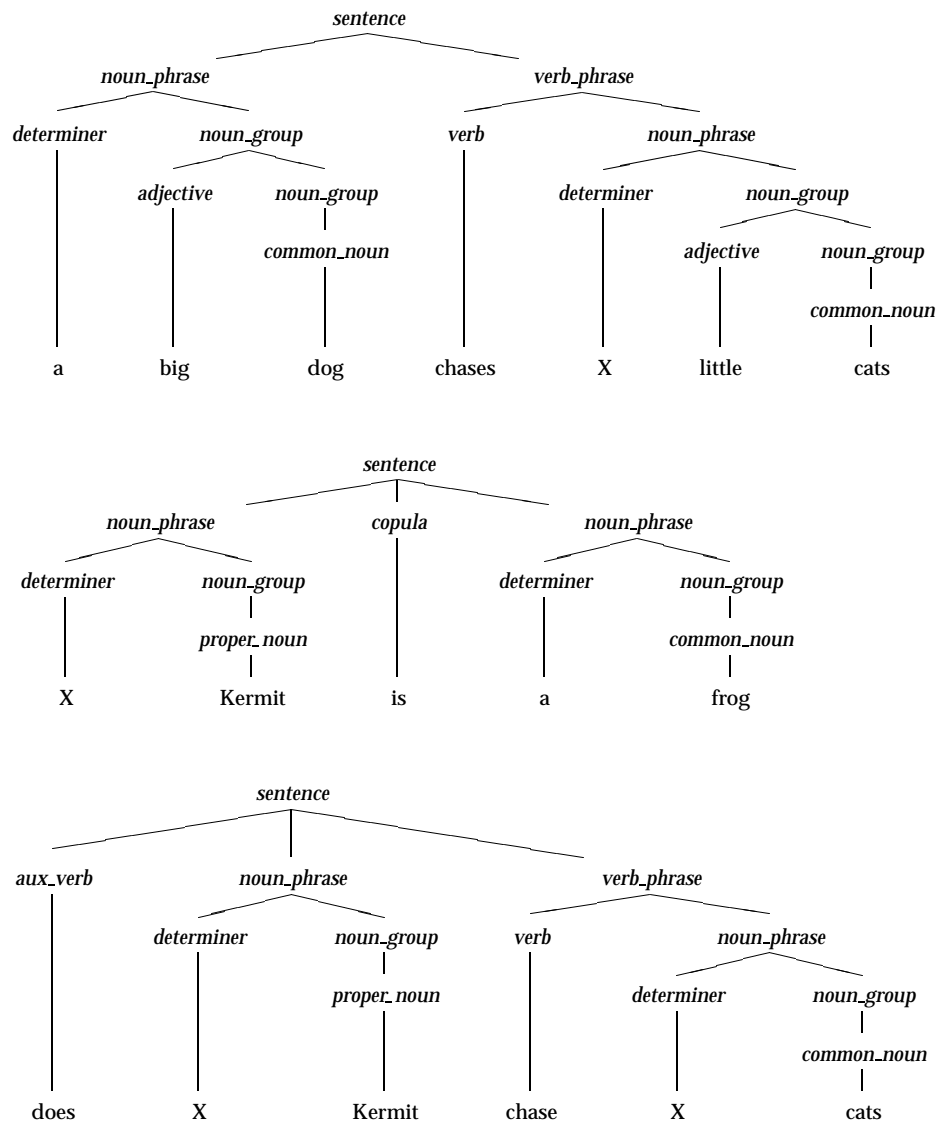 sentence
noun_phrase verb_phrase
determiner noun_group verb noun_phrase
adjective noun_group determiner noun_group
common_noun adjective noun_group
common_noun
a big dog chases X little cats
sentence
noun_phrase copula noun_phrase
determiner noun_group determiner noun_group
proper_noun common_noun
X Kermit is a frog
sentence
aux_verb noun_phrase verb_phrase
determiner noun_group verb noun_phrase
proper_noun determiner noun_group
common_noun
does X Kermit chase X cats